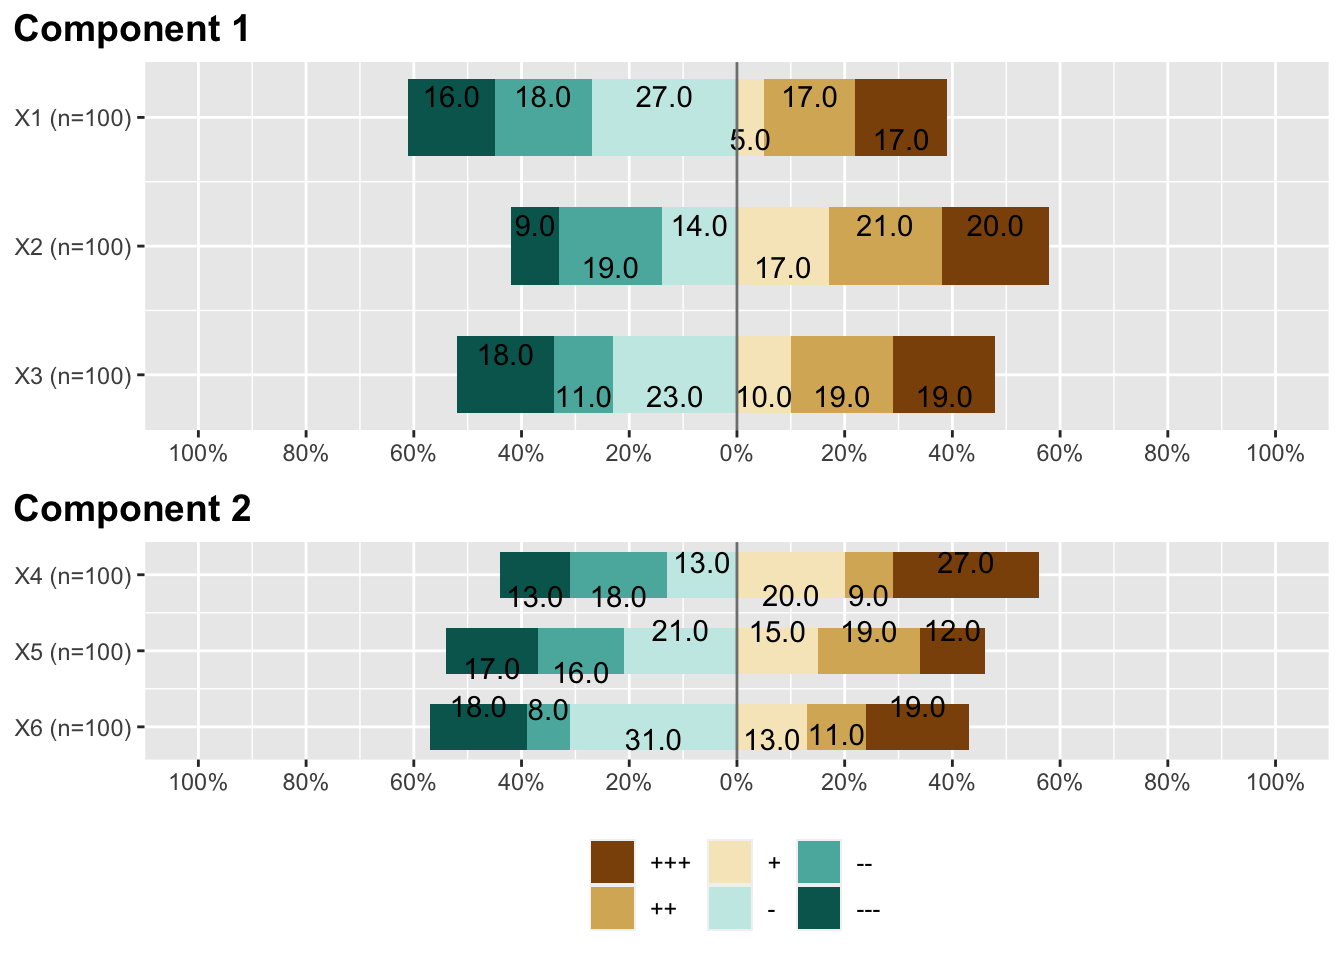 Component 1
X1 (n=100) 16.0 18.0 27.0 5.0 17.0 17.0
X2 (n=100) 9.0 19.0 14.0 17.0 21.0 20.0
X3 (n=100) 18.0 11.0 23.0 10.0 19.0 19.0
100% 80% 60% 40% 20% 0% 20% 40% 60% 80% 100%
Component 2
X4 (n=100) 13.0 18.0 13.0 20.0 9.0 27.0
X5 (n=100) 17.0 16.0 21.0 15.0 19.0 12.0
X6 (n=100) 18.0 8.0 31.0 13.0 11.0 19.0
100% 80% 60% 40% 20% 0% 20% 40% 60% 80% 100%
+++ + --
++ - ---